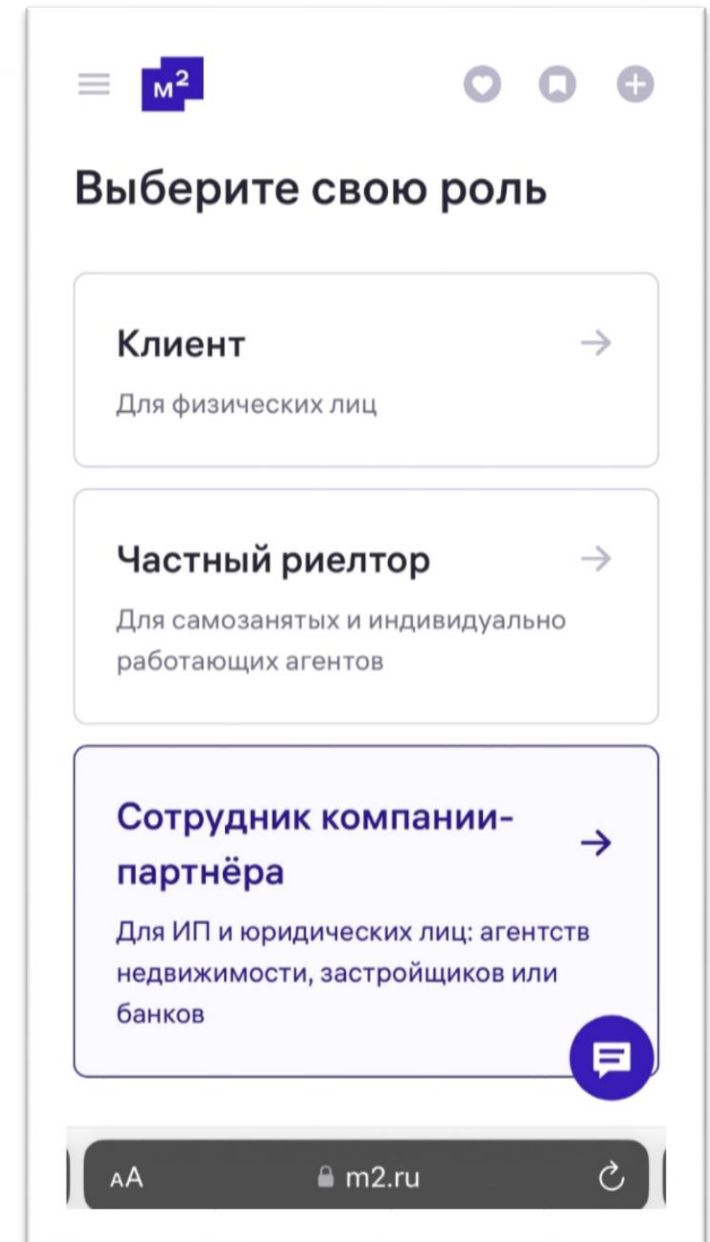 м²
Выберите свою роль
Клиент
Для физических лиц
Частный риелтор
Для самозанятых и индивидуально
работающих агентов
Сотрудник компании-
партнёра
Для ИП и юридических лиц: агентств
недвижимости, застройщиков или
банков
АА m2.ru